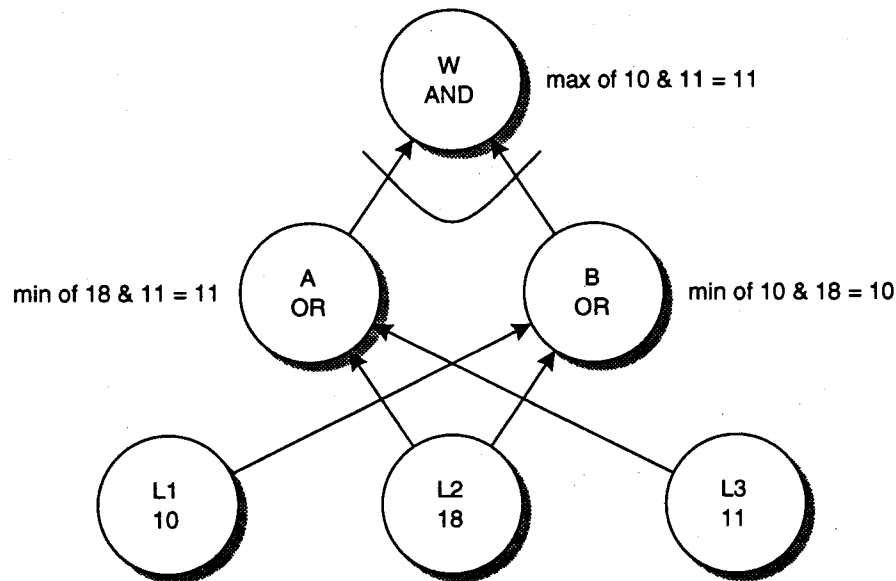 W
AND
max of 10 & 11 = 11
A
OR
min of 18 & 11 = 11
B
OR
min of 10 & 18 = 10
L1
10
L2
18
L3
11